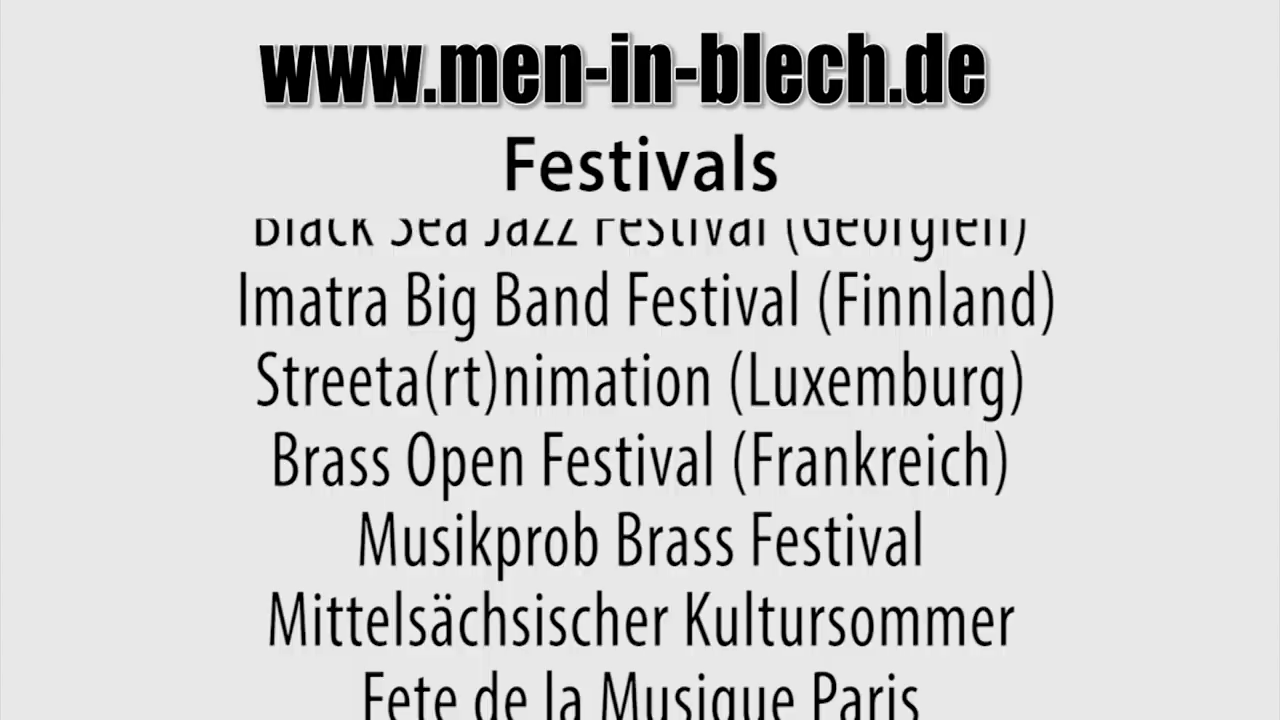 www.men-in-blech.de
Festivals
Black Sea Jazz Festival (Georgien)
Imatra Big Band Festival (Finnland)
Streeta(rt)nimation (Luxemburg)
Brass Open Festival (Frankreich)
Musikprob Brass Festival
Mittelsächsischer Kultursommer
Fete de la Musique Paris